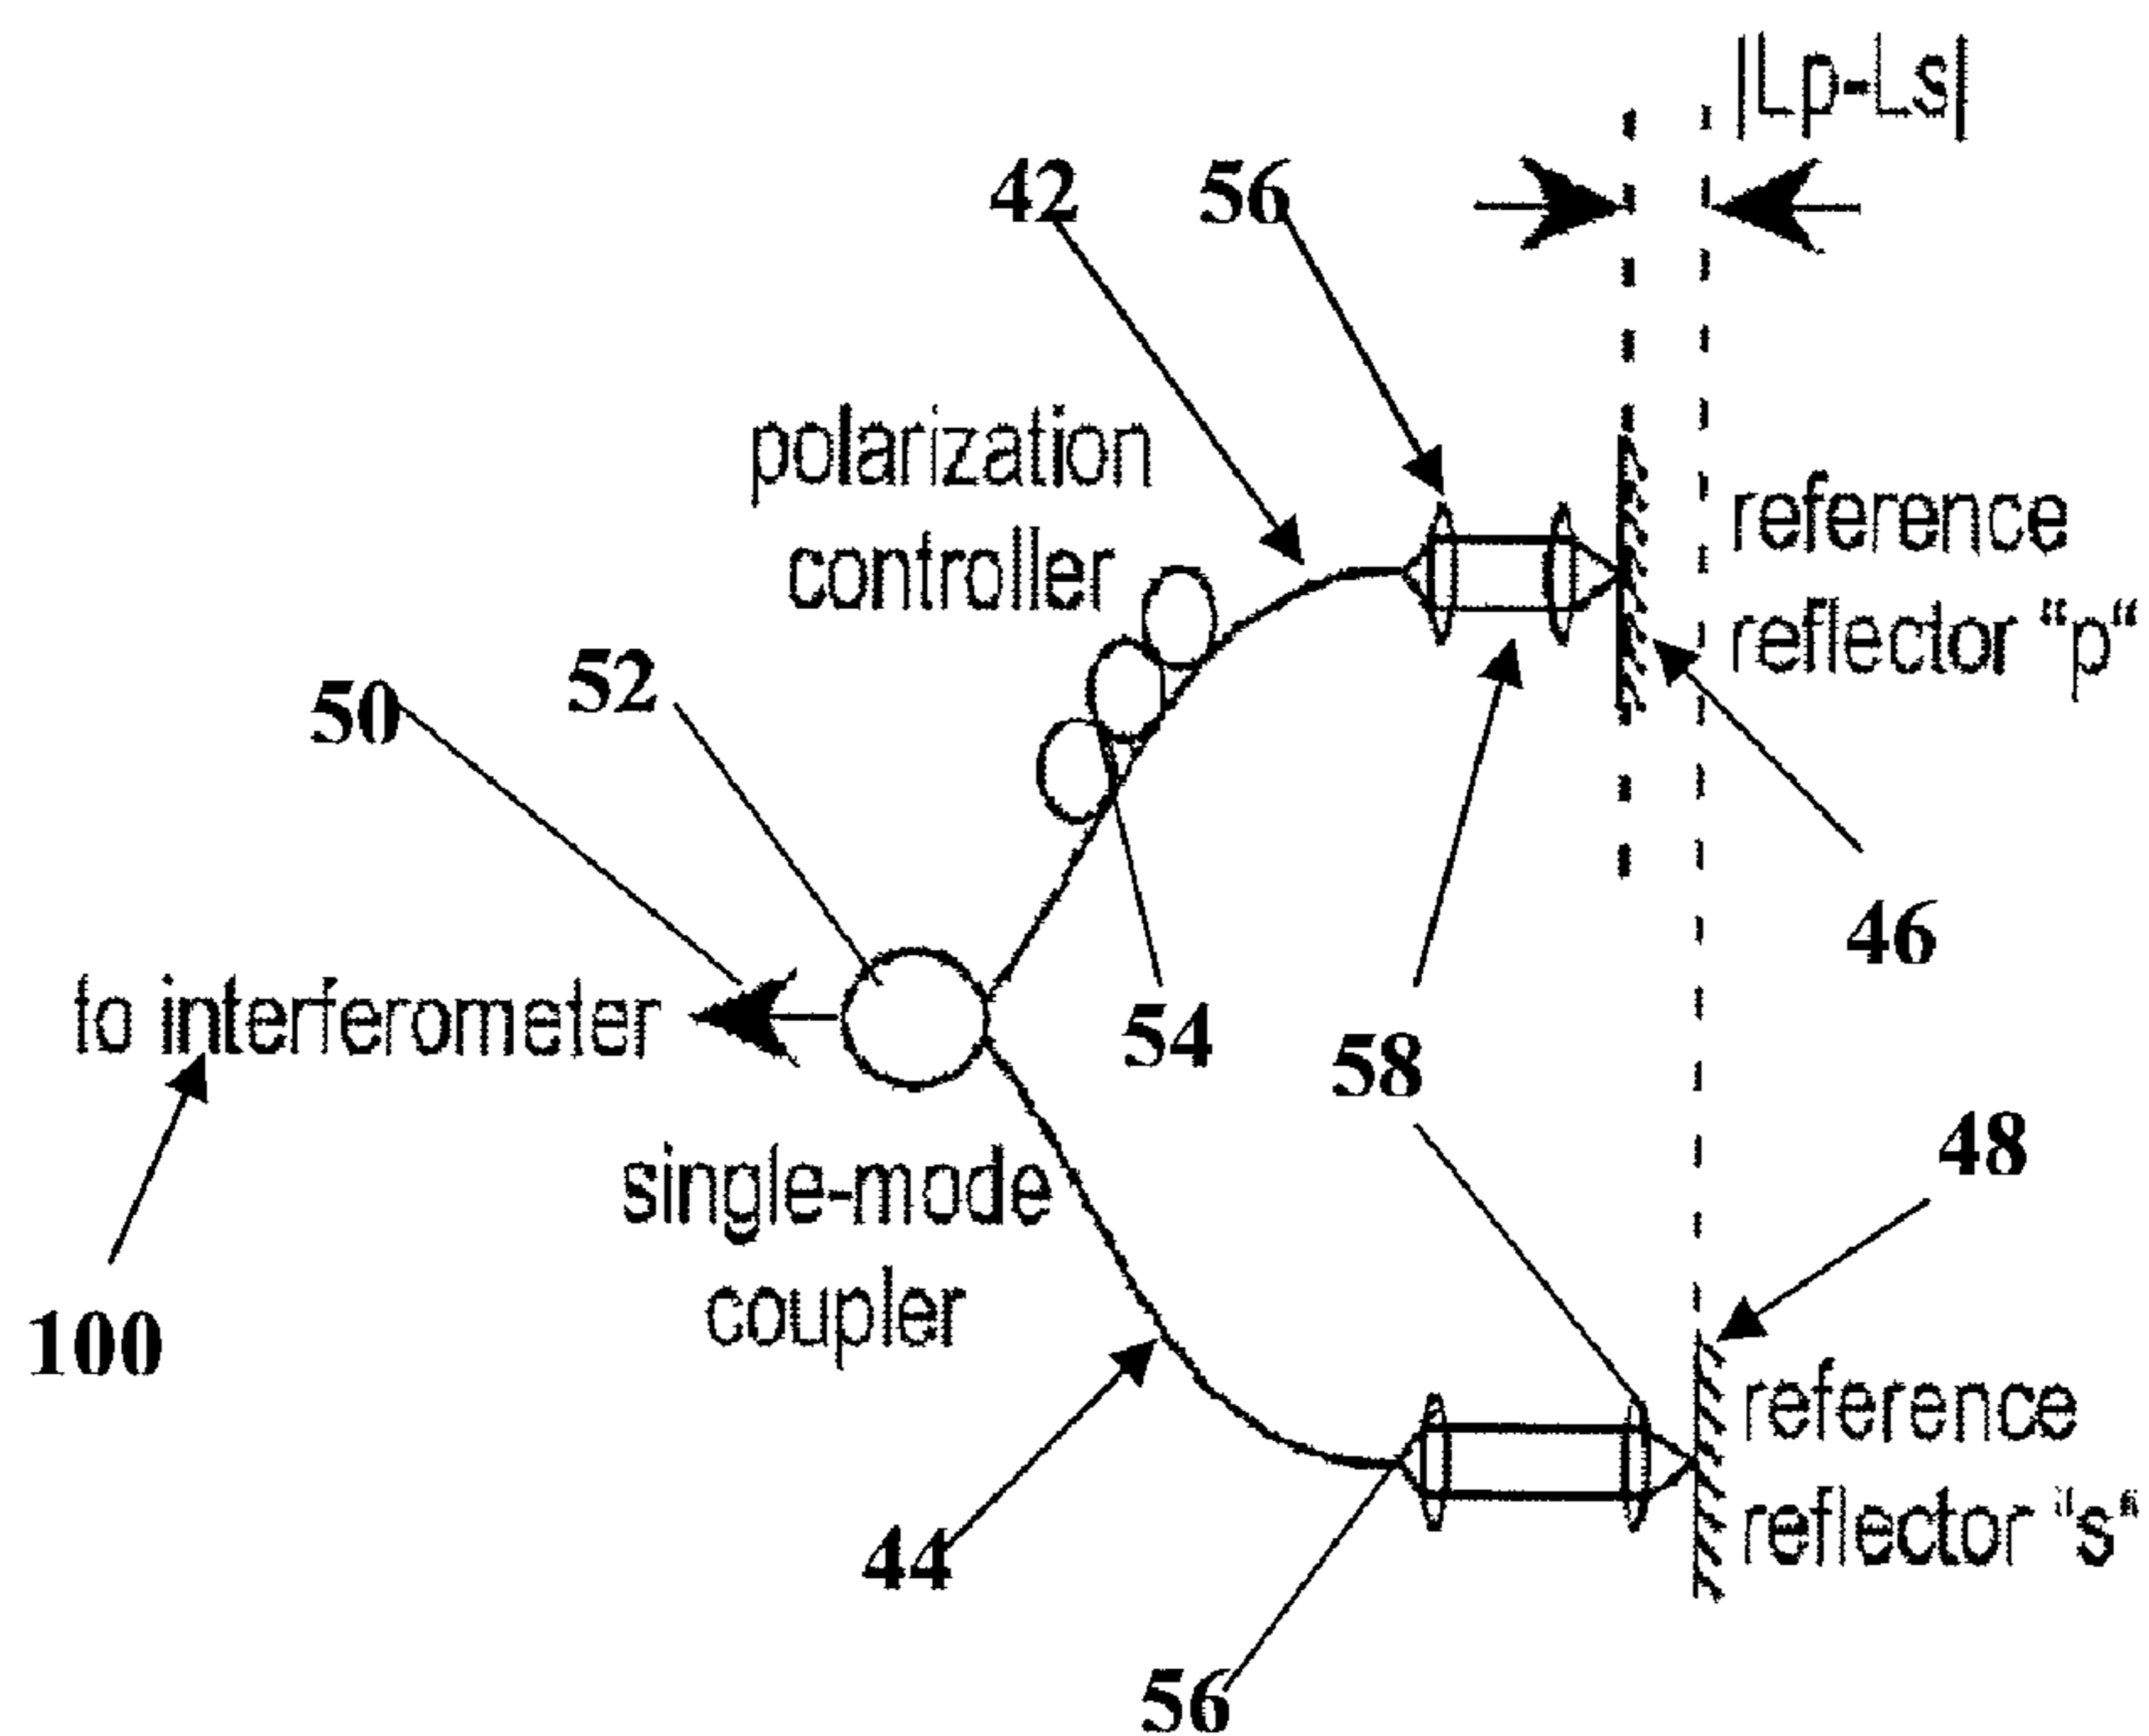 |Lp-Ls|
42
56
polarization
controller
reference
reflector “p“
50
52
46
to interferometer
54
58
48
single-mode
coupler
100
reference
reflector “s“
44
56